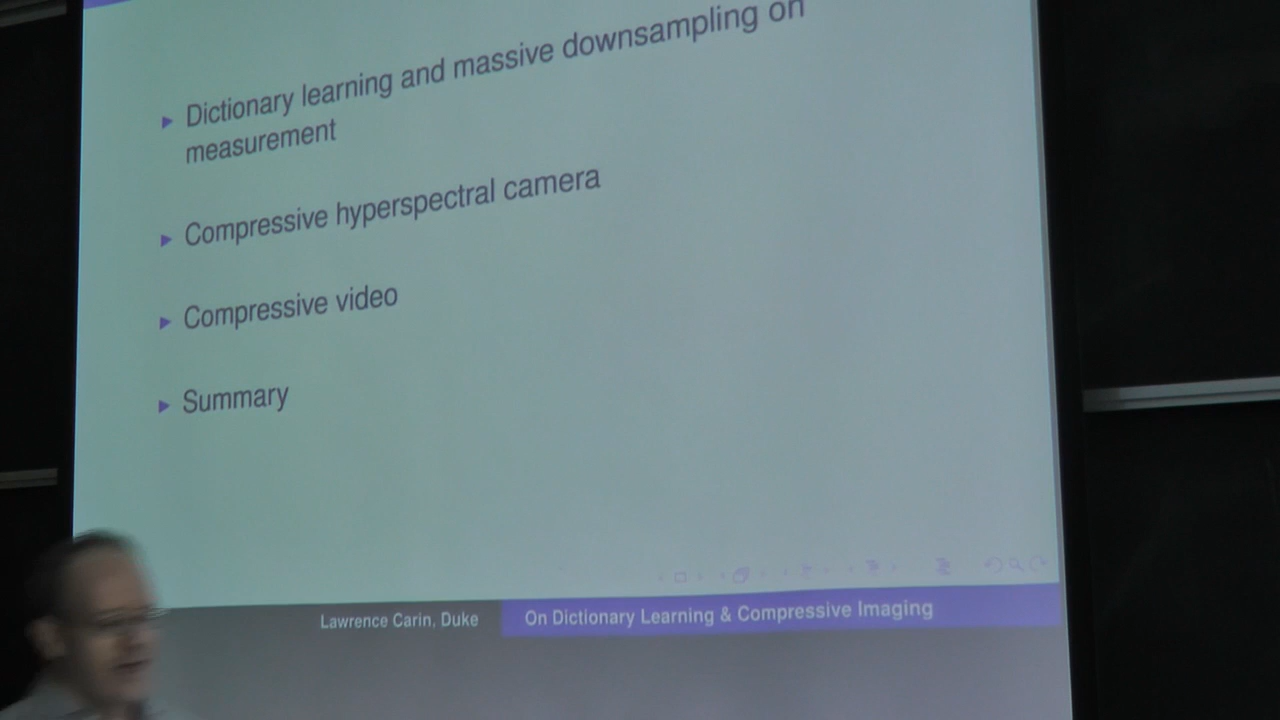 Dictionary learning and massive downsampling on
measurement
Compressive hyperspectral camera
Compressive video
Summary
Lawrence Carin, Duke
On Dictionary Learning & Compressive Imaging